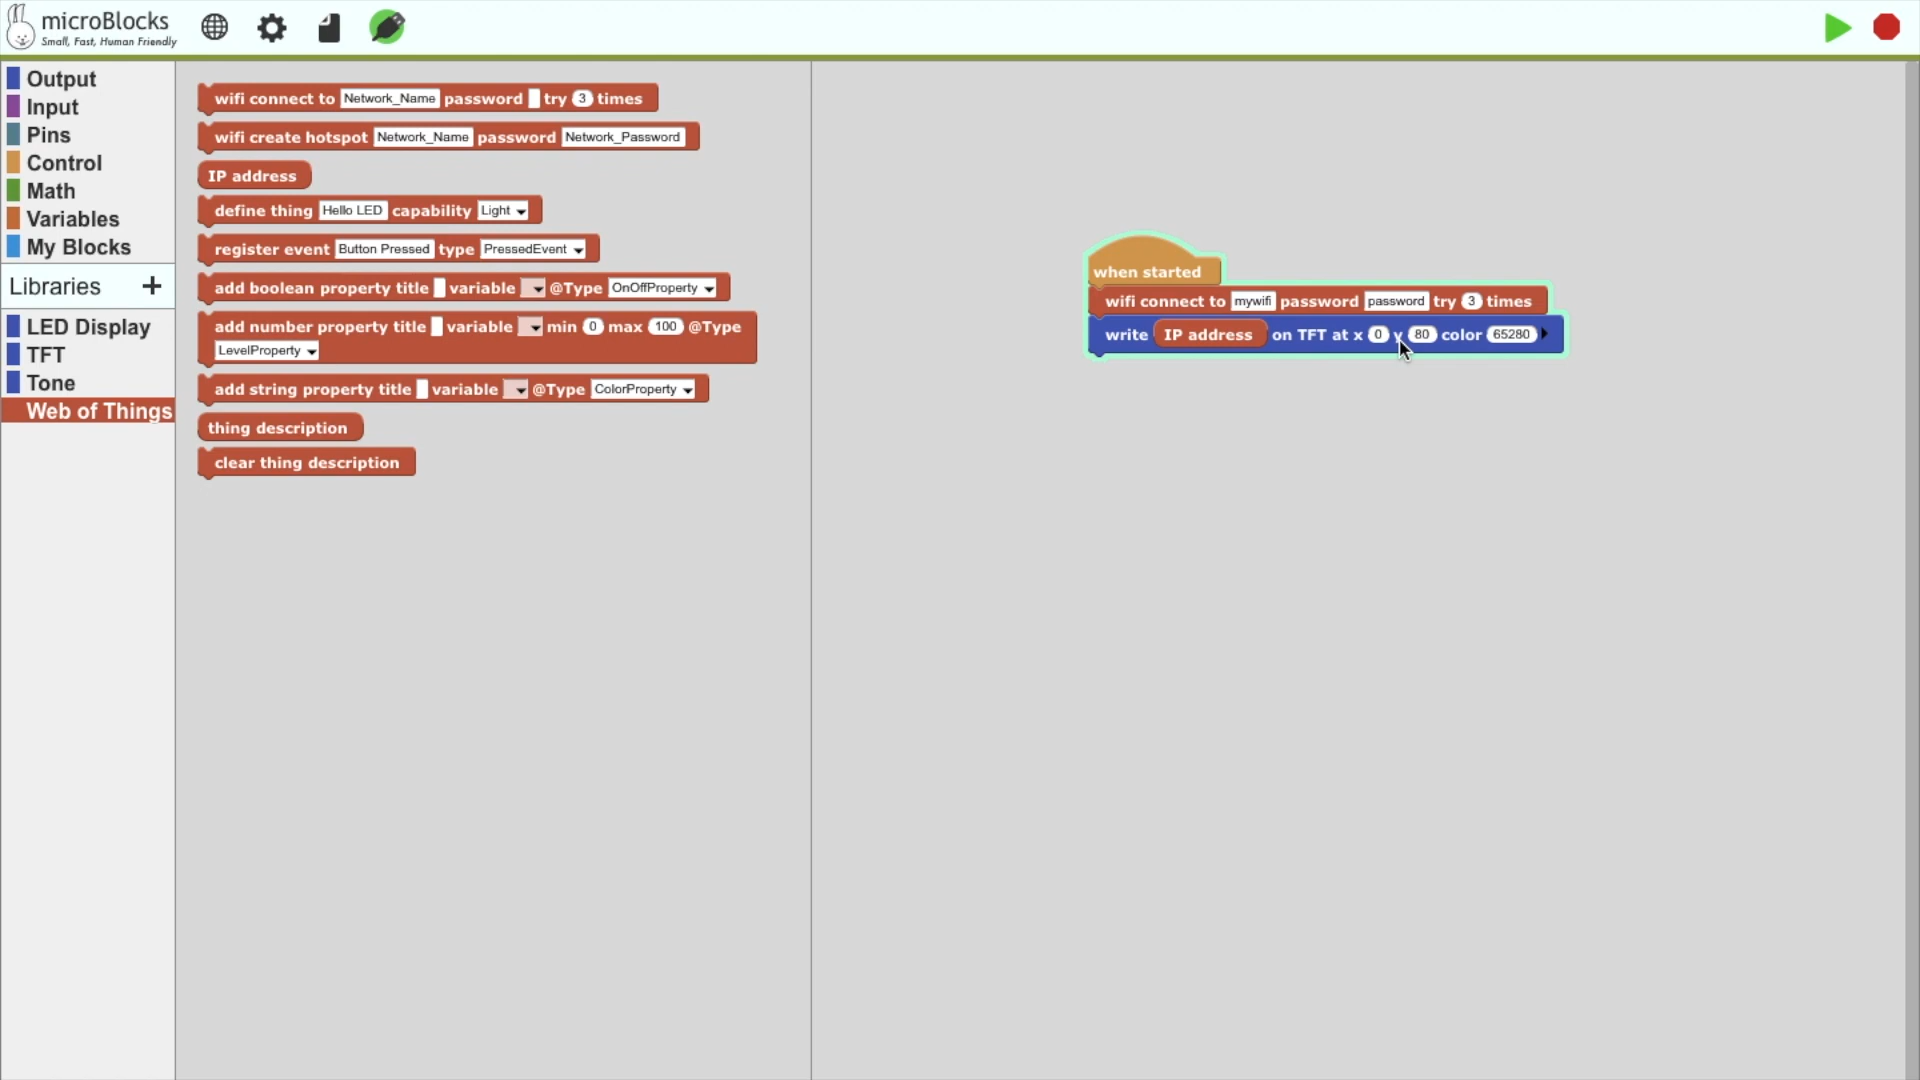 microBlocks
Small, Fast, Human Friendly
Output
Input
Pins
Control
Math
Variables
My Blocks
Libraries +
LED Display
TFT
Tone
Web of Things
wifi connect to Network_Name password try 3 times
wifi create hotspot Network_Name password Network_Password
IP address
define thing Hello LED capability Light
register event Button Pressed type PressedEvent
add boolean property title variable @Type OnOffProperty
add number property title variable min 0 max 100 @Type
LevelProperty
add string property title variable @Type ColorProperty
thing description
clear thing description
when started
wifi connect to mywifi password password try 3 times
write IP address on TFT at x 0 y 80 color 65280